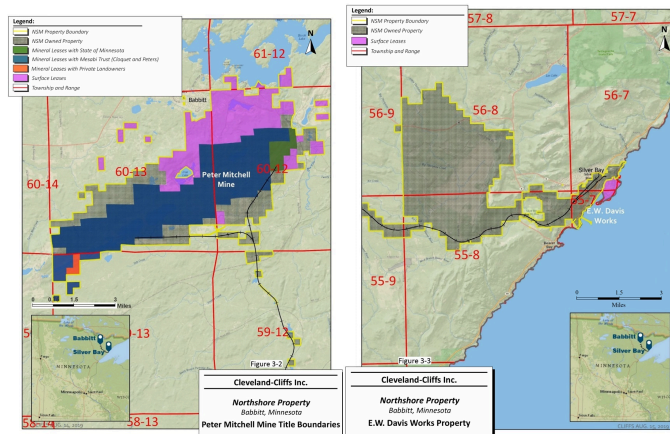 Legend:
NSM Property Boundary
NSM Owned Property
Mineral Leases with State of Minnesota
Mineral Leases with Mesabi Trust (Cloquet and Peters)
Mineral Leases with Private Landowners
Surface Leases
Township and Range
N
61-12
Babbitt
60-14
60-13
60-12
Peter Mitchell
Mine
0 1.5 3
Miles
-13
59-12
Babbitt
Silver Bay
MINNESOTA
Figure 3-2
58-14
58-13
Cleveland-Cliffs Inc.
Northshore Property
Babbitt, Minnesota
Peter Mitchell Mine Title Boundaries
Legend:
NSM Property Boundary
NSM Owned Property
Surface Leases
Township and Range
57-8
57-7
N
56-9
56-8
56-7
Silver Bay
55-7
E.W. Davis
Works
55-8
55-9
0 1.5 3
Miles
Babbitt
Silver Bay
MINNESOTA
Figure 3-3
Cleveland-Cliffs Inc.
Northshore Property
Babbitt, Minnesota
E.W. Davis Works Property